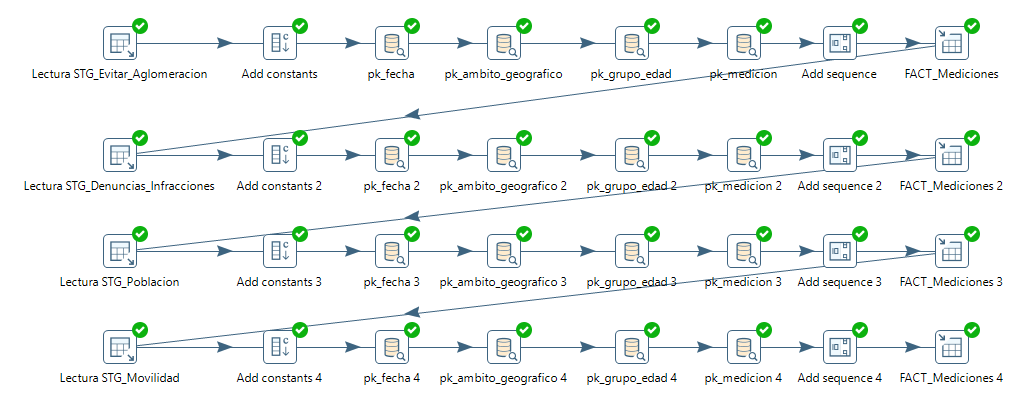 Lectura STG_Evitar_Aglomeracion Add constants pk_fecha pk_ambito_geografico pk_grupo_edad pk_medicion Add sequence FACT_Mediciones
Lectura STG_Denuncias_Infracciones Add constants 2 pk_fecha 2 pk_ambito_geografico 2 pk_grupo_edad 2 pk_medicion 2 Add sequence 2 FACT_Mediciones 2
Lectura STG_Poblacion Add constants 3 pk_fecha 3 pk_ambito_geografico 3 pk_grupo_edad 3 pk_medicion 3 Add sequence 3 FACT_Mediciones 3
Lectura STG_Movilidad Add constants 4 pk_fecha 4 pk_ambito_geografico 4 pk_grupo_edad 4 pk_medicion 4 Add sequence 4 FACT_Mediciones 4